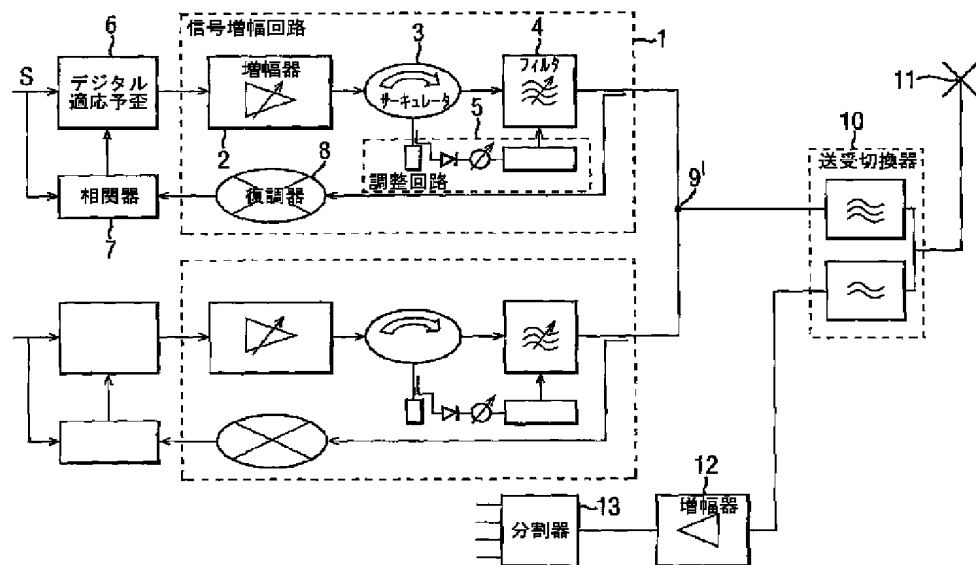 6
信号増幅回路
3
4
1
S
デジタル
適応予歪
増幅器
サーキュレータ
フィルタ
11
5
10
2
8
送受切換器
相関器
復調器
調整回路
9'
7
12
13
増幅器
分割器